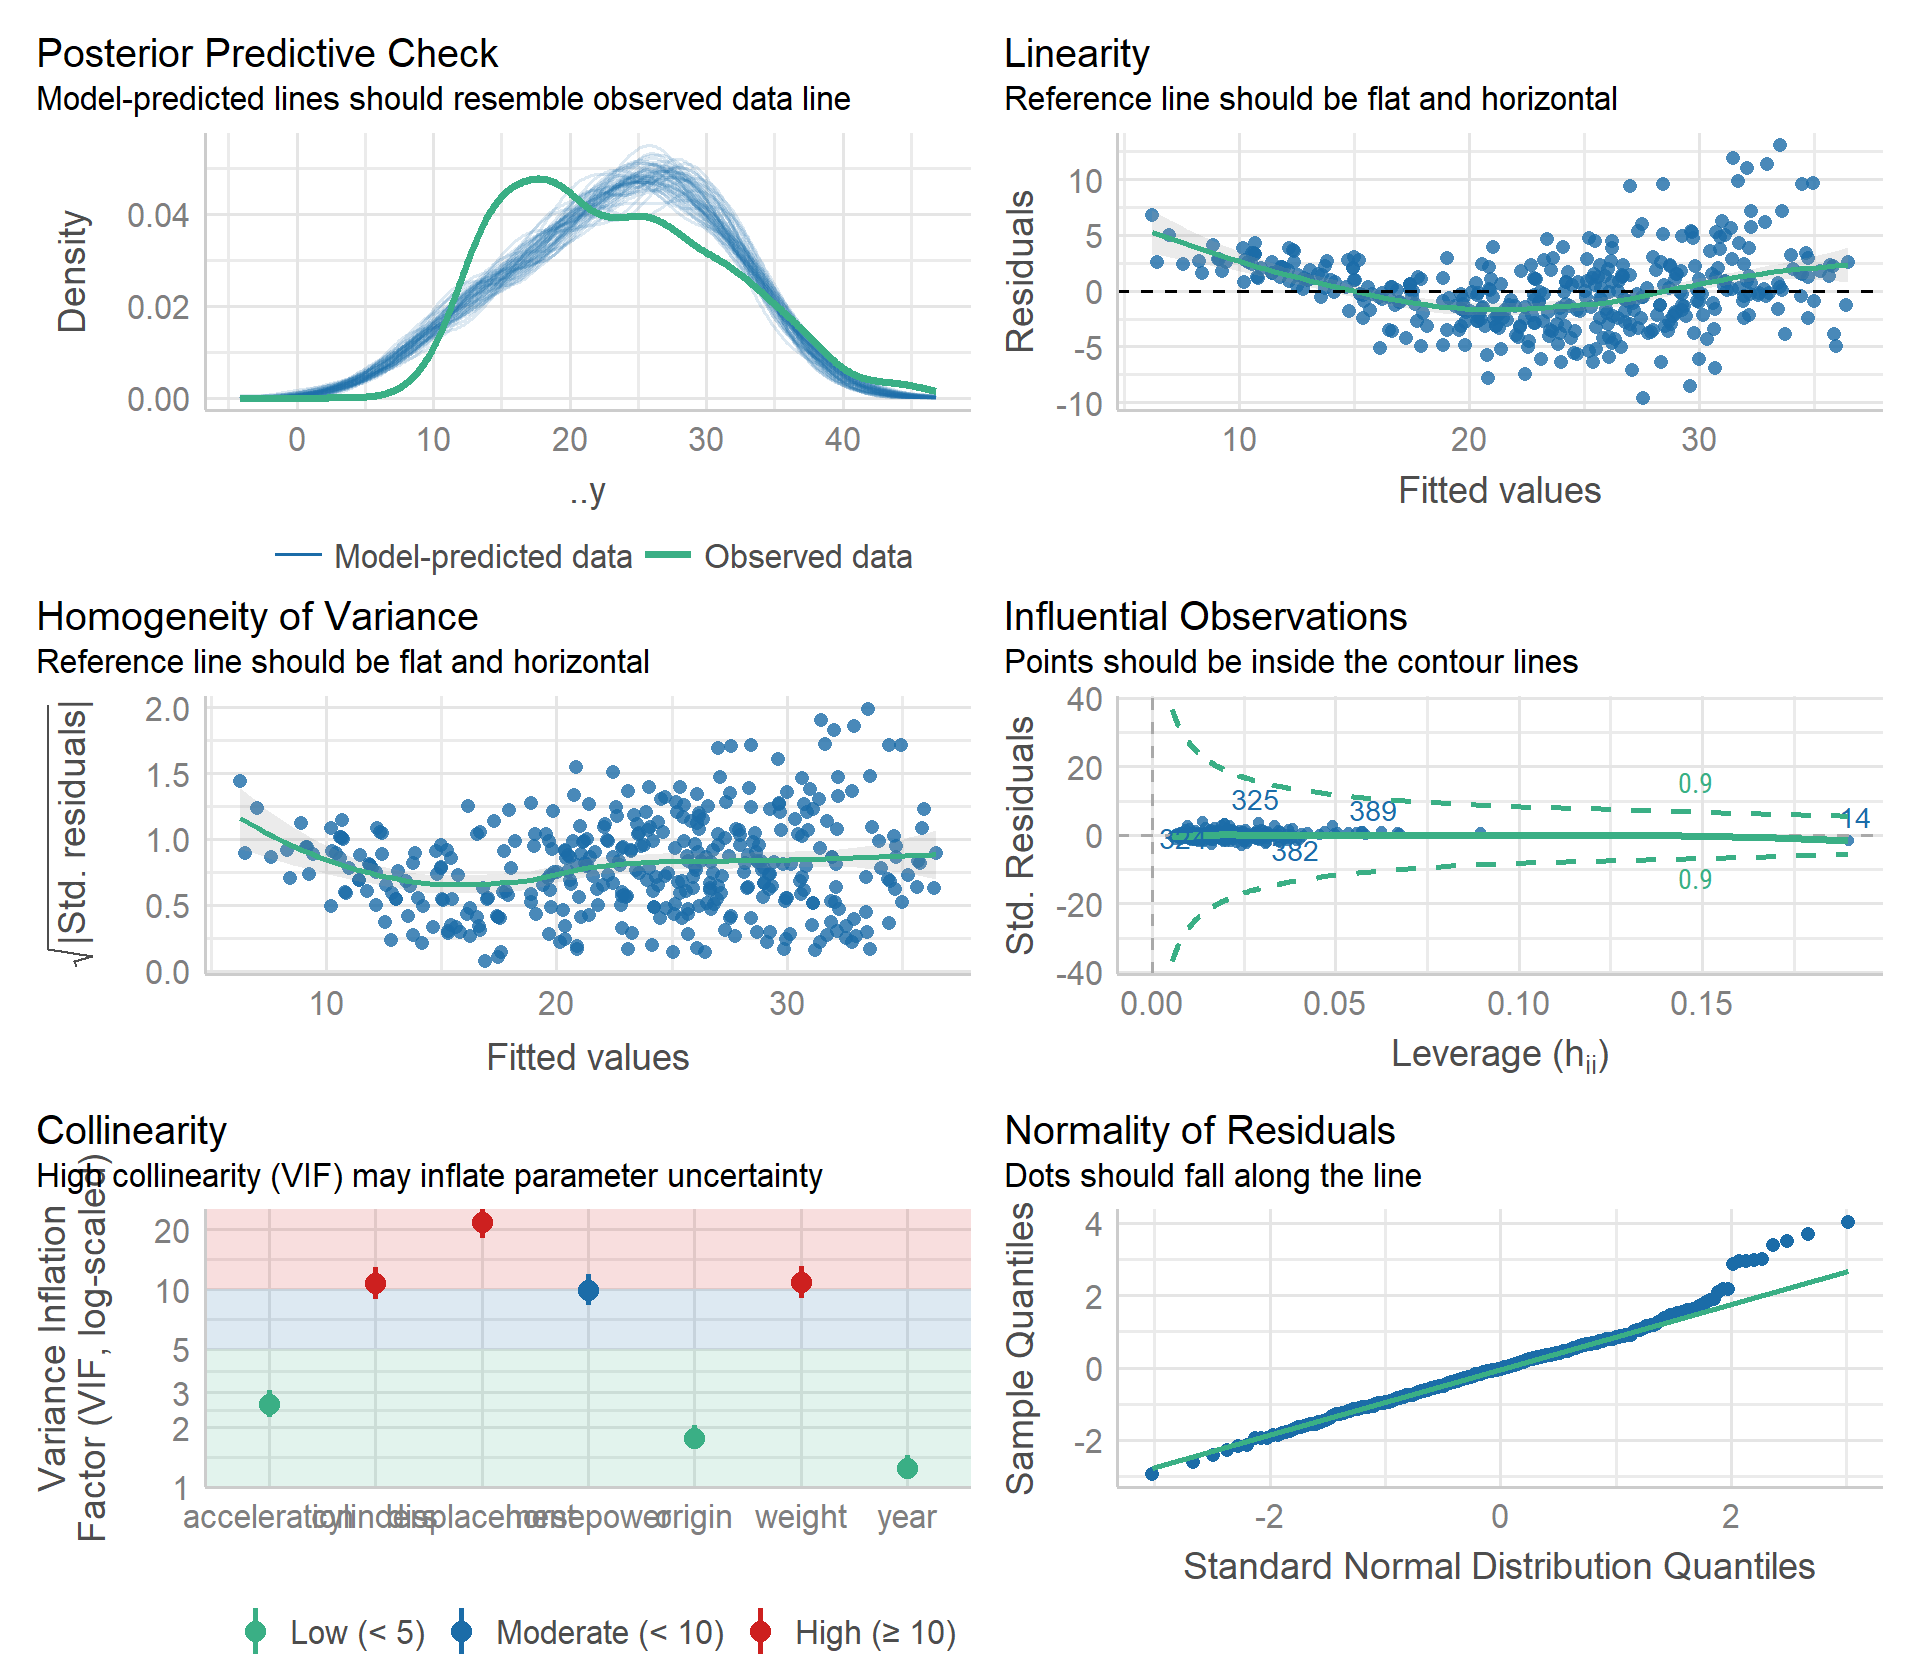 Posterior Predictive Check
Model-predicted lines should resemble observed data line
Density
0.04
0.02
0.00
0 10 20 30 40
..y
Model-predicted data Observed data
Linearity
Reference line should be flat and horizontal
Residuals
10
5
0
-5
-10
10 20 30
Fitted values
Homogeneity of Variance
Reference line should be flat and horizontal
√|Std. residuals|
2.0
1.5
1.0
0.5
0.0
10 20 30
Fitted values
Influential Observations
Points should be inside the contour lines
Std. Residuals
40
20
0
-20
-40
0.9
325
389
14
324
382
0.9
0.00 0.05 0.10 0.15
Leverage (hii)
Collinearity
High collinearity (VIF) may inflate parameter uncertainty
Variance Inflation
Factor (VIF, log-scaled)
20
10
5
3
2
1
acceleration cylinders displacement horsepower origin weight year
Low (< 5) Moderate (< 10) High (≥ 10)
Normality of Residuals
Dots should fall along the line
Sample Quantiles
4
2
0
-2
-2 0 2
Standard Normal Distribution Quantiles